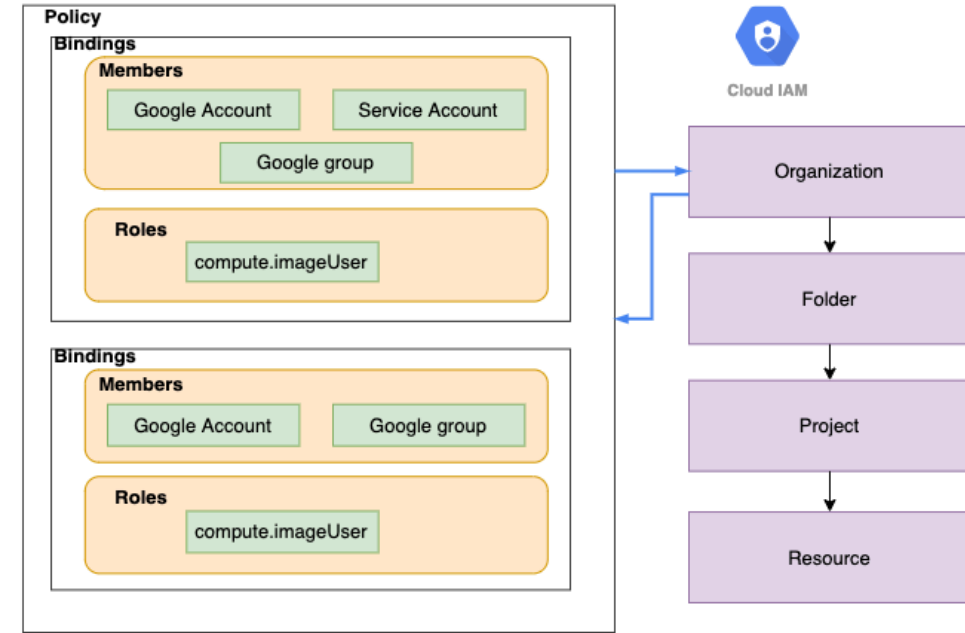 Policy
Bindings
Members
Google Account
Service Account
Google group
Roles
compute.imageUser
Bindings
Members
Google Account
Google group
Roles
compute.imageUser
Cloud IAM
Organization
Folder
Project
Resource